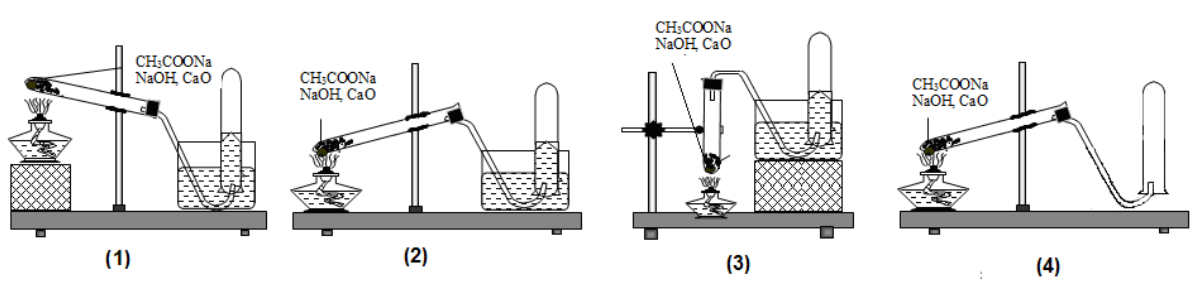 CH₃COONa
NaOH, CaO
(1)
CH₃COONa
NaOH, CaO
(2)
CH₃COONa
NaOH, CaO
(3)
CH₃COONa
NaOH, CaO
(4)